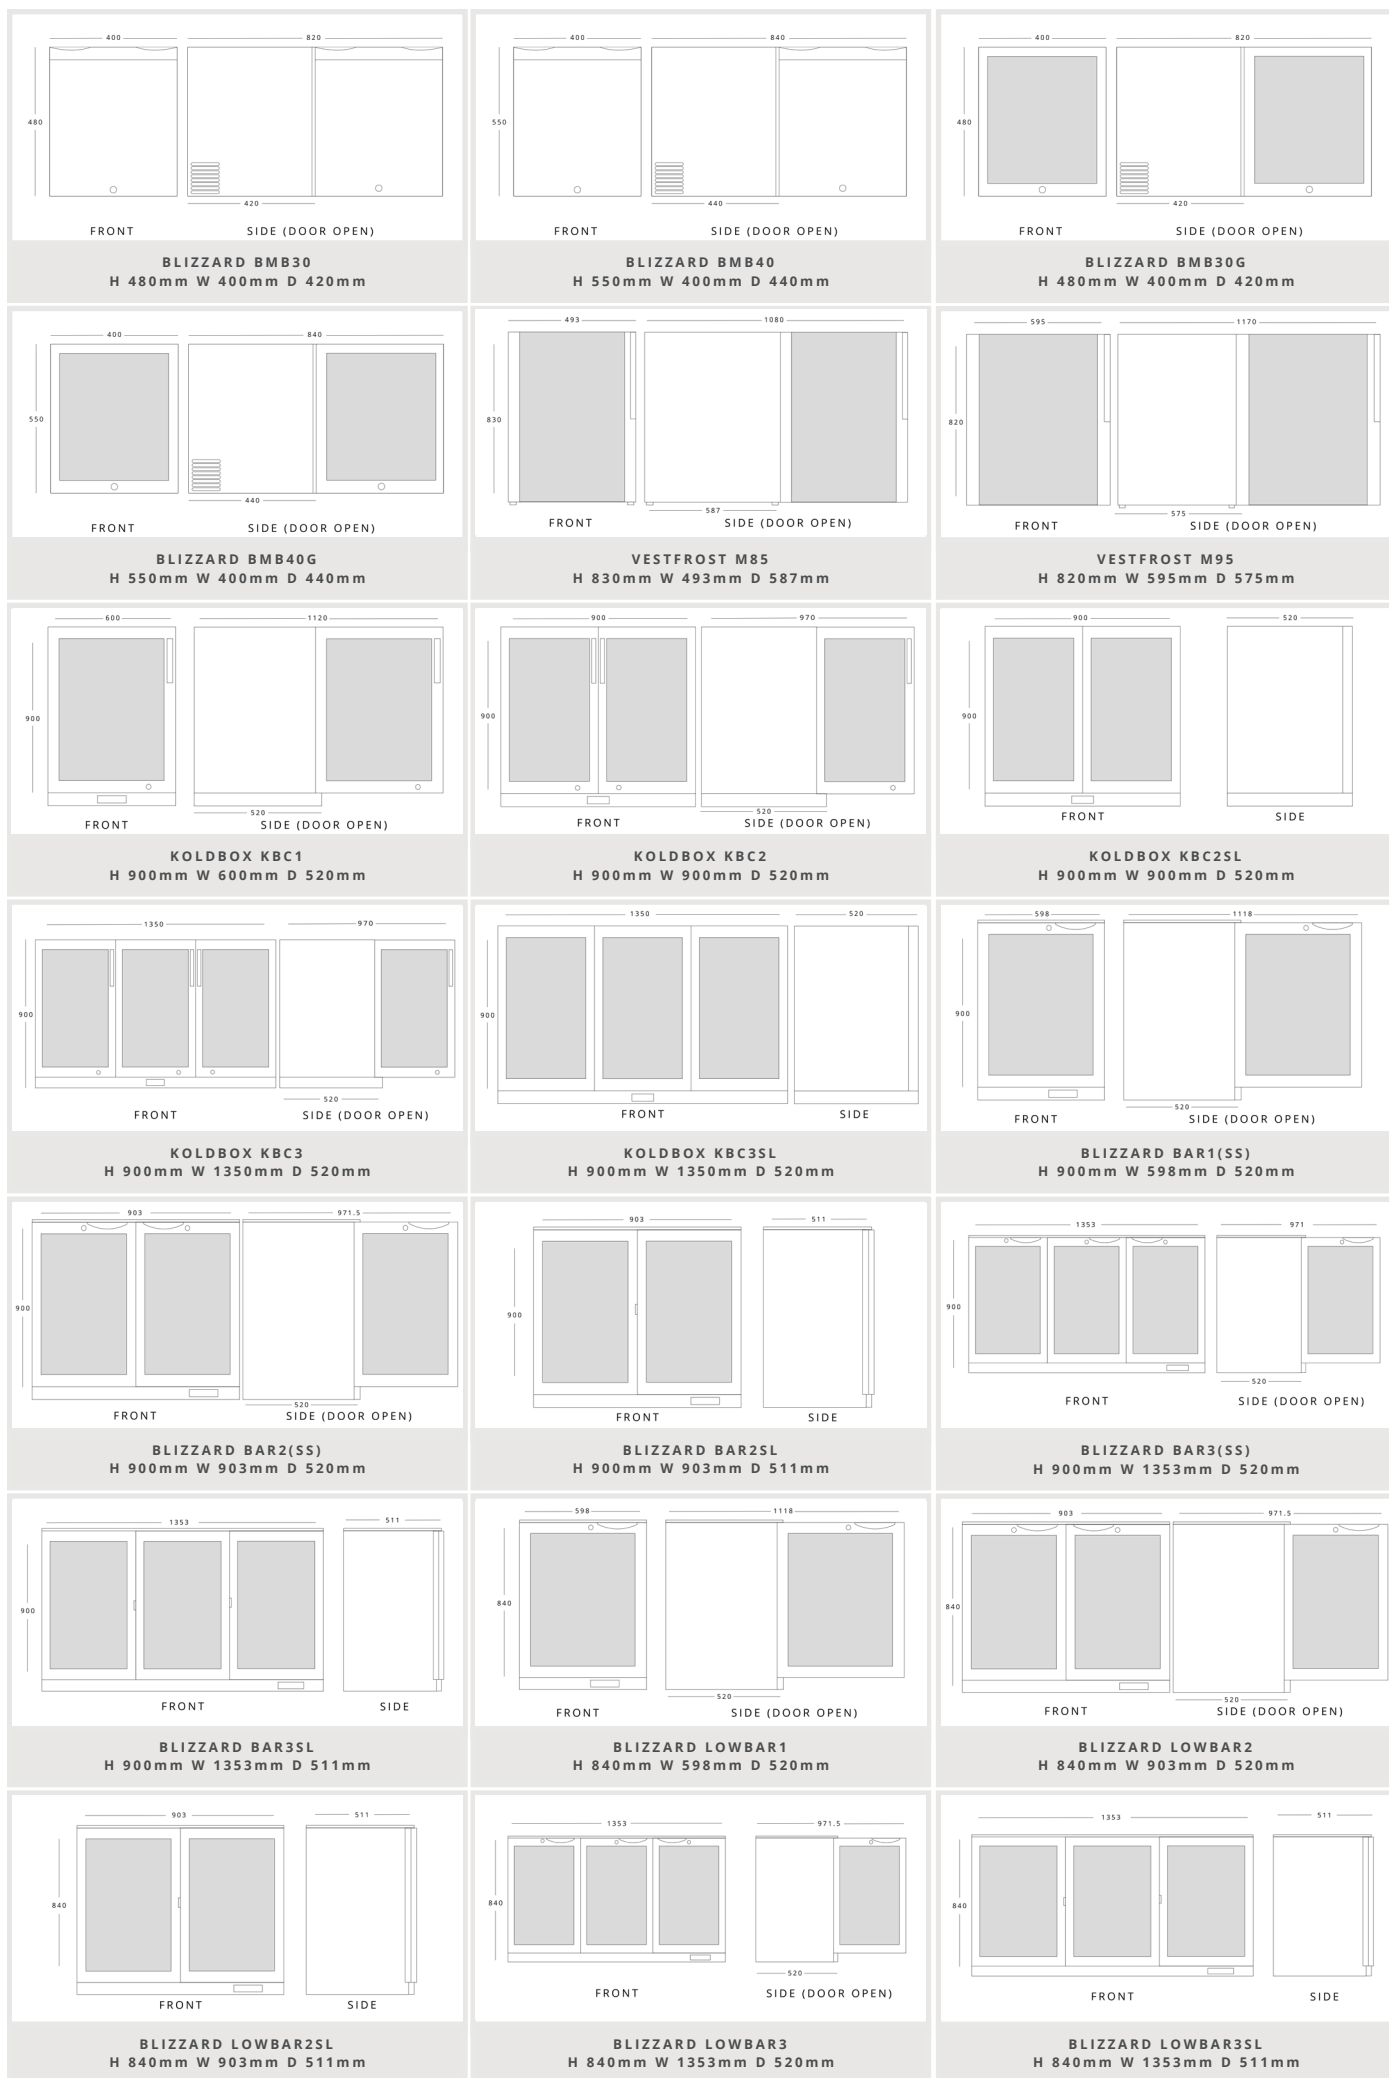 400
820
480
420
FRONT
SIDE (DOOR OPEN)
BLIZZARD BMB30
H 480mm W 400mm D 420mm
400
840
550
440
FRONT
SIDE (DOOR OPEN)
BLIZZARD BMB40
H 550mm W 400mm D 440mm
400
820
480
420
FRONT
SIDE (DOOR OPEN)
BLIZZARD BMB30G
H 480mm W 400mm D 420mm
400
840
550
440
FRONT
SIDE (DOOR OPEN)
BLIZZARD BMB40G
H 550mm W 400mm D 440mm
493
1080
830
587
FRONT
SIDE (DOOR OPEN)
VESTFROST M85
H 830mm W 493mm D 587mm
595
1170
820
575
FRONT
SIDE (DOOR OPEN)
VESTFROST M95
H 820mm W 595mm D 575mm
600
1120
900
520
FRONT
SIDE (DOOR OPEN)
KOLDBOX KBC1
H 900mm W 600mm D 520mm
900
970
900
520
FRONT
SIDE (DOOR OPEN)
KOLDBOX KBC2
H 900mm W 900mm D 520mm
900
520
900
FRONT
SIDE
KOLDBOX KBC2SL
H 900mm W 900mm D 520mm
1350
970
900
520
FRONT
SIDE (DOOR OPEN)
KOLDBOX KBC3
H 900mm W 1350mm D 520mm
1350
520
900
FRONT
SIDE
KOLDBOX KBC3SL
H 900mm W 1350mm D 520mm
598
1118
900
520
FRONT
SIDE (DOOR OPEN)
BLIZZARD BAR1(SS)
H 900mm W 598mm D 520mm
903
971.5
900
520
FRONT
SIDE (DOOR OPEN)
BLIZZARD BAR2(SS)
H 900mm W 903mm D 520mm
903
511
900
FRONT
SIDE
BLIZZARD BAR2SL
H 900mm W 903mm D 511mm
1353
971
900
520
FRONT
SIDE (DOOR OPEN)
BLIZZARD BAR3(SS)
H 900mm W 1353mm D 520mm
1353
511
900
FRONT
SIDE
BLIZZARD BAR3SL
H 900mm W 1353mm D 511mm
598
1118
840
520
FRONT
SIDE (DOOR OPEN)
BLIZZARD LOWBAR1
H 840mm W 598mm D 520mm
903
971.5
840
520
FRONT
SIDE (DOOR OPEN)
BLIZZARD LOWBAR2
H 840mm W 903mm D 520mm
903
511
840
FRONT
SIDE
BLIZZARD LOWBAR2SL
H 840mm W 903mm D 511mm
1353
971.5
840
520
FRONT
SIDE (DOOR OPEN)
BLIZZARD LOWBAR3
H 840mm W 1353mm D 520mm
1353
511
840
FRONT
SIDE
BLIZZARD LOWBAR3SL
H 840mm W 1353mm D 511mm